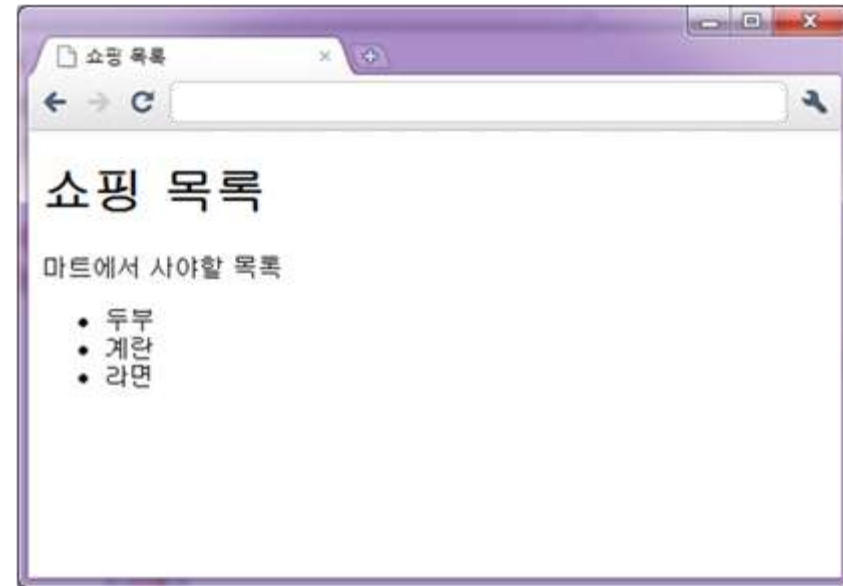 쇼핑 목록
쇼핑 목록
마트에서 사야할 목록
두부
계란
라면